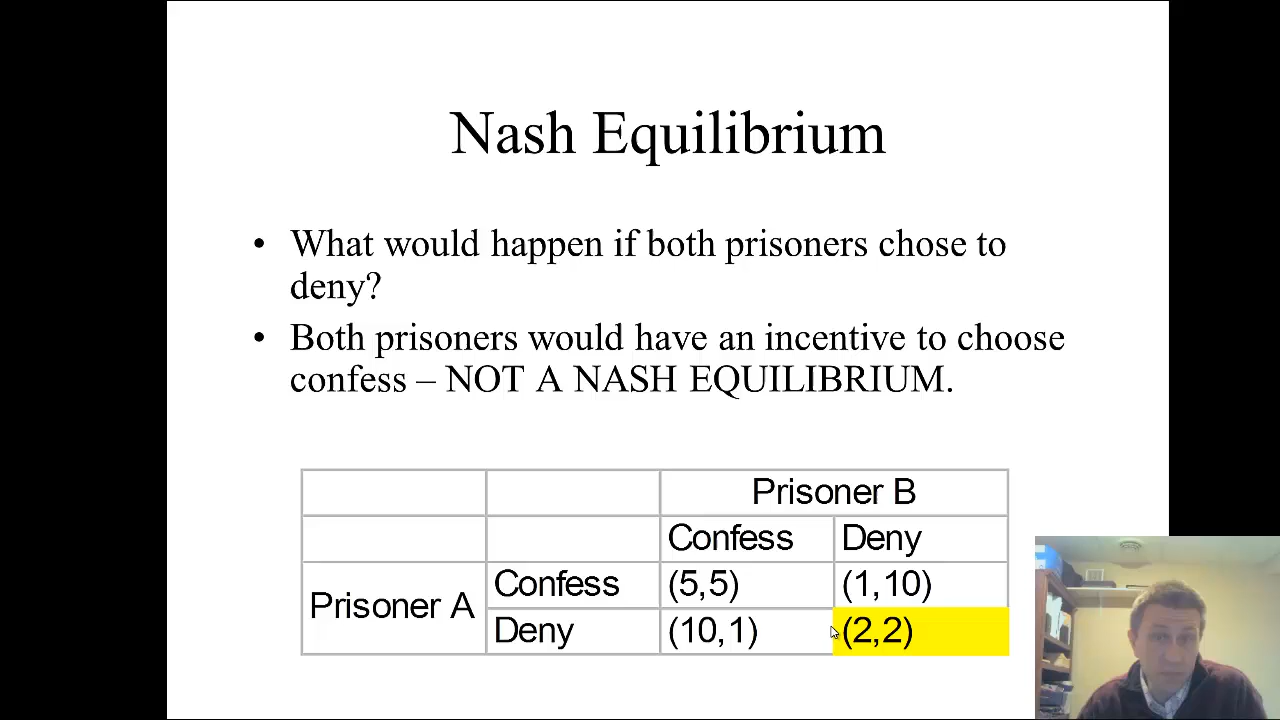 Nash Equilibrium
• What would happen if both prisoners chose to
deny?
• Both prisoners would have an incentive to choose
confess – NOT A NASH EQUILIBRIUM.
Prisoner B
Confess Deny
Prisoner A
Confess (5,5) (1,10)
Deny (10,1) (2,2)